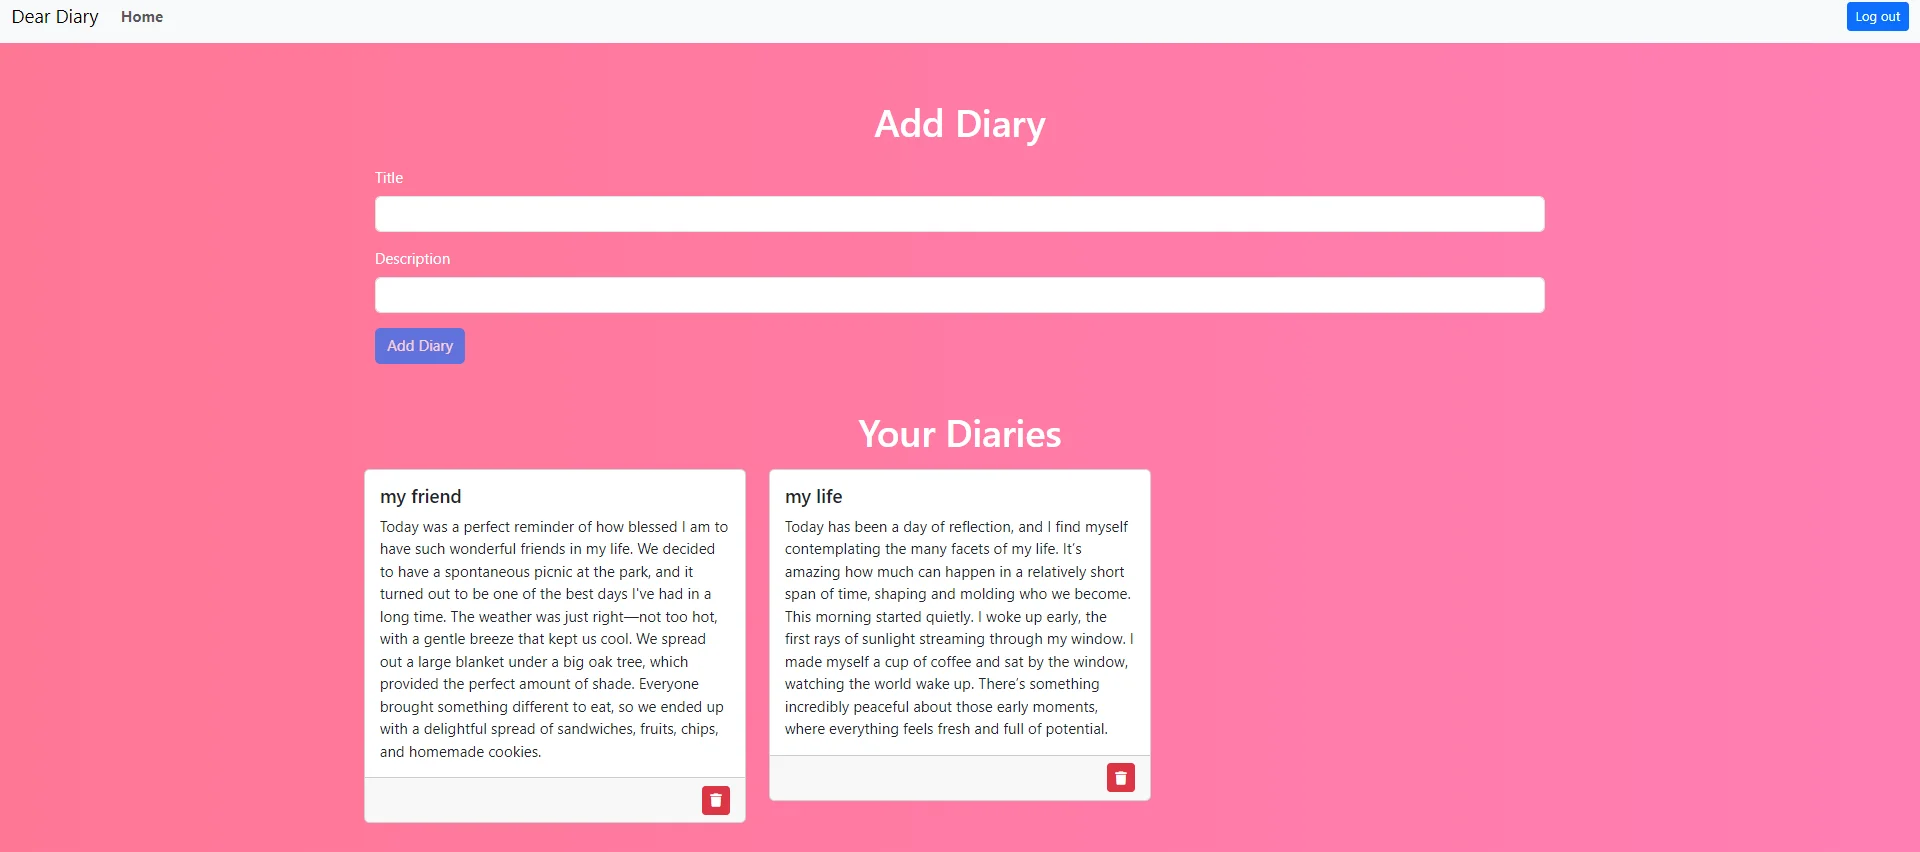 Dear Diary Home Log out
Add Diary
Title
Description
Add Diary
Your Diaries
my friend
Today was a perfect reminder of how blessed I am to
have such wonderful friends in my life. We decided
to have a spontaneous picnic at the park, and it
turned out to be one of the best days I've had in a
long time. The weather was just right—not too hot,
with a gentle breeze that kept us cool. We spread
out a large blanket under a big oak tree, which
provided the perfect amount of shade. Everyone
brought something different to eat, so we ended up
with a delightful spread of sandwiches, fruits, chips,
and homemade cookies.
my life
Today has been a day of reflection, and I find myself
contemplating the many facets of my life. It’s
amazing how much can happen in a relatively short
span of time, shaping and molding who we become.
This morning started quietly. I woke up early, the
first rays of sunlight streaming through my window. I
made myself a cup of coffee and sat by the window,
watching the world wake up. There’s something
incredibly peaceful about those early moments,
where everything feels fresh and full of potential.